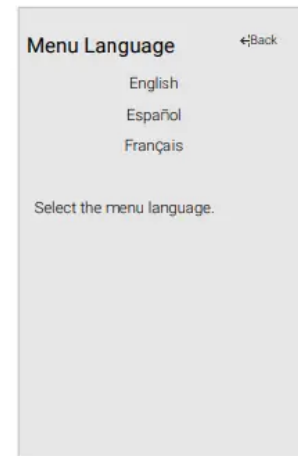 Menu Language
←Back
English
Español
Français
Select the menu language.